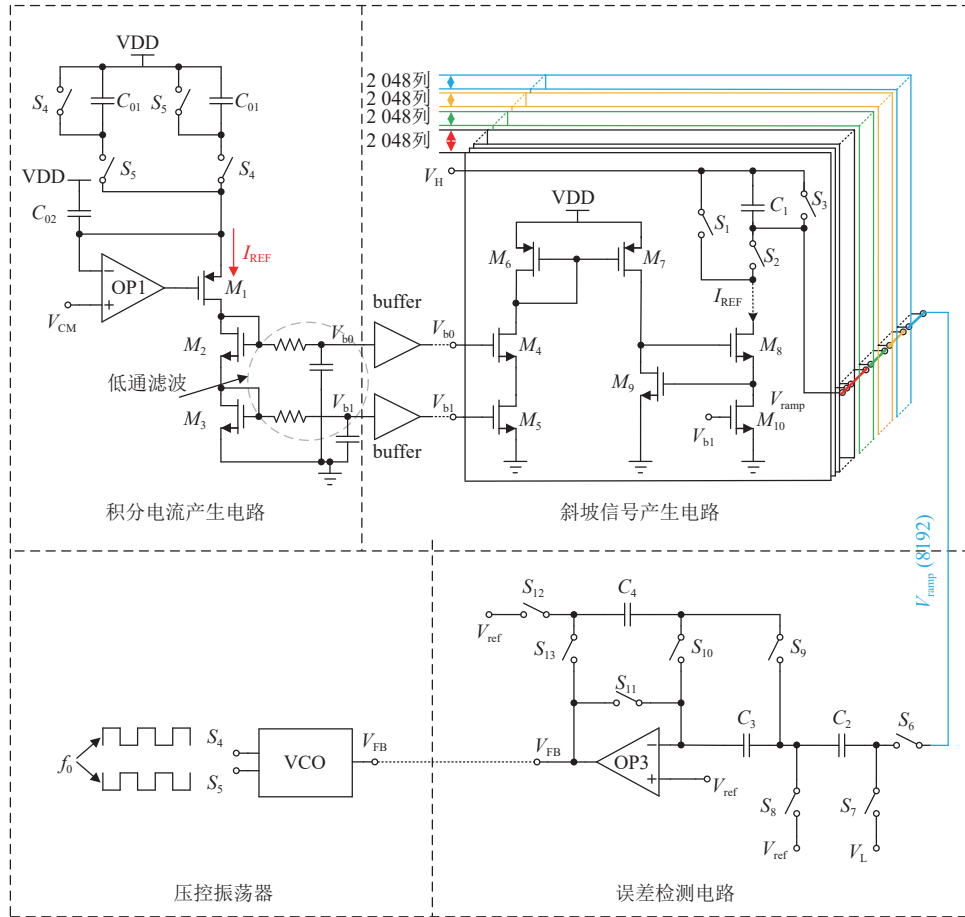 VDD
S4
C01
S5
C01
S5
S4
VDD
C02
IREF
−
OP1
+
M1
VCM
M2
Vb0
低通滤波
M3
Vb1
积分电流产生电路
2 048列
2 048列
2 048列
2 048列
VH
VDD
S1
C1
S3
S2
M6
M7
IREF
buffer
Vb0
M4
M8
M9
Vramp
Vb1
M5
Vb1
M10
buffer
斜坡信号产生电路
Vramp (8192)
S12
C4
Vref
S13
S10
S9
S11
C3
C2
S6
VFB
−
OP3
+
Vref
S8
S7
Vref
VL
误差检测电路
f0
S4
S5
VCO
VFB
压控振荡器